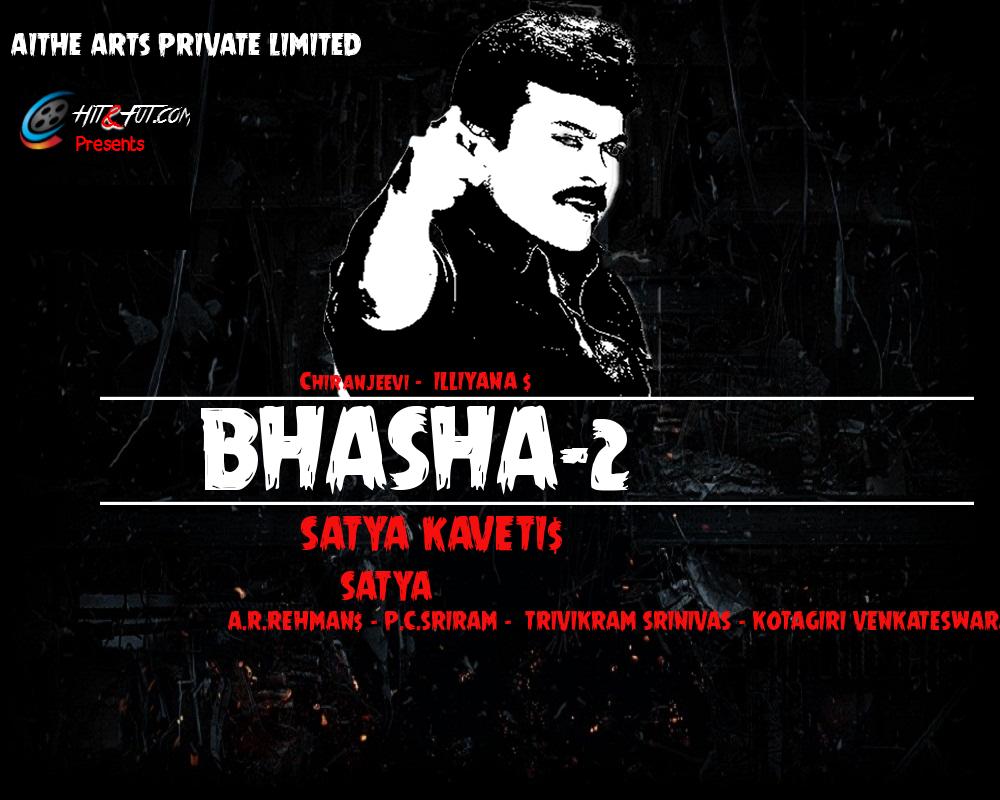 AITHE ARTS PRIVATE LIMITED
HIT&FUT.COM
Presents
CHIRANJEEVI - ILLIYANA $
BHASHA-2
SATYA KAVETI$
SATYA
A.R.REHMAN$ - P.C.SRIRAM - TRIVIKRAM SRINIVAS - KOTAGIRI VENKATESWAR